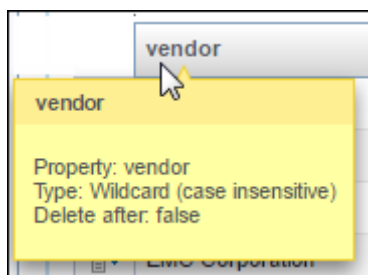 vendor
vendor
Property: vendor
Type: Wildcard (case insensitive)
Delete after: false
EMC Corporation